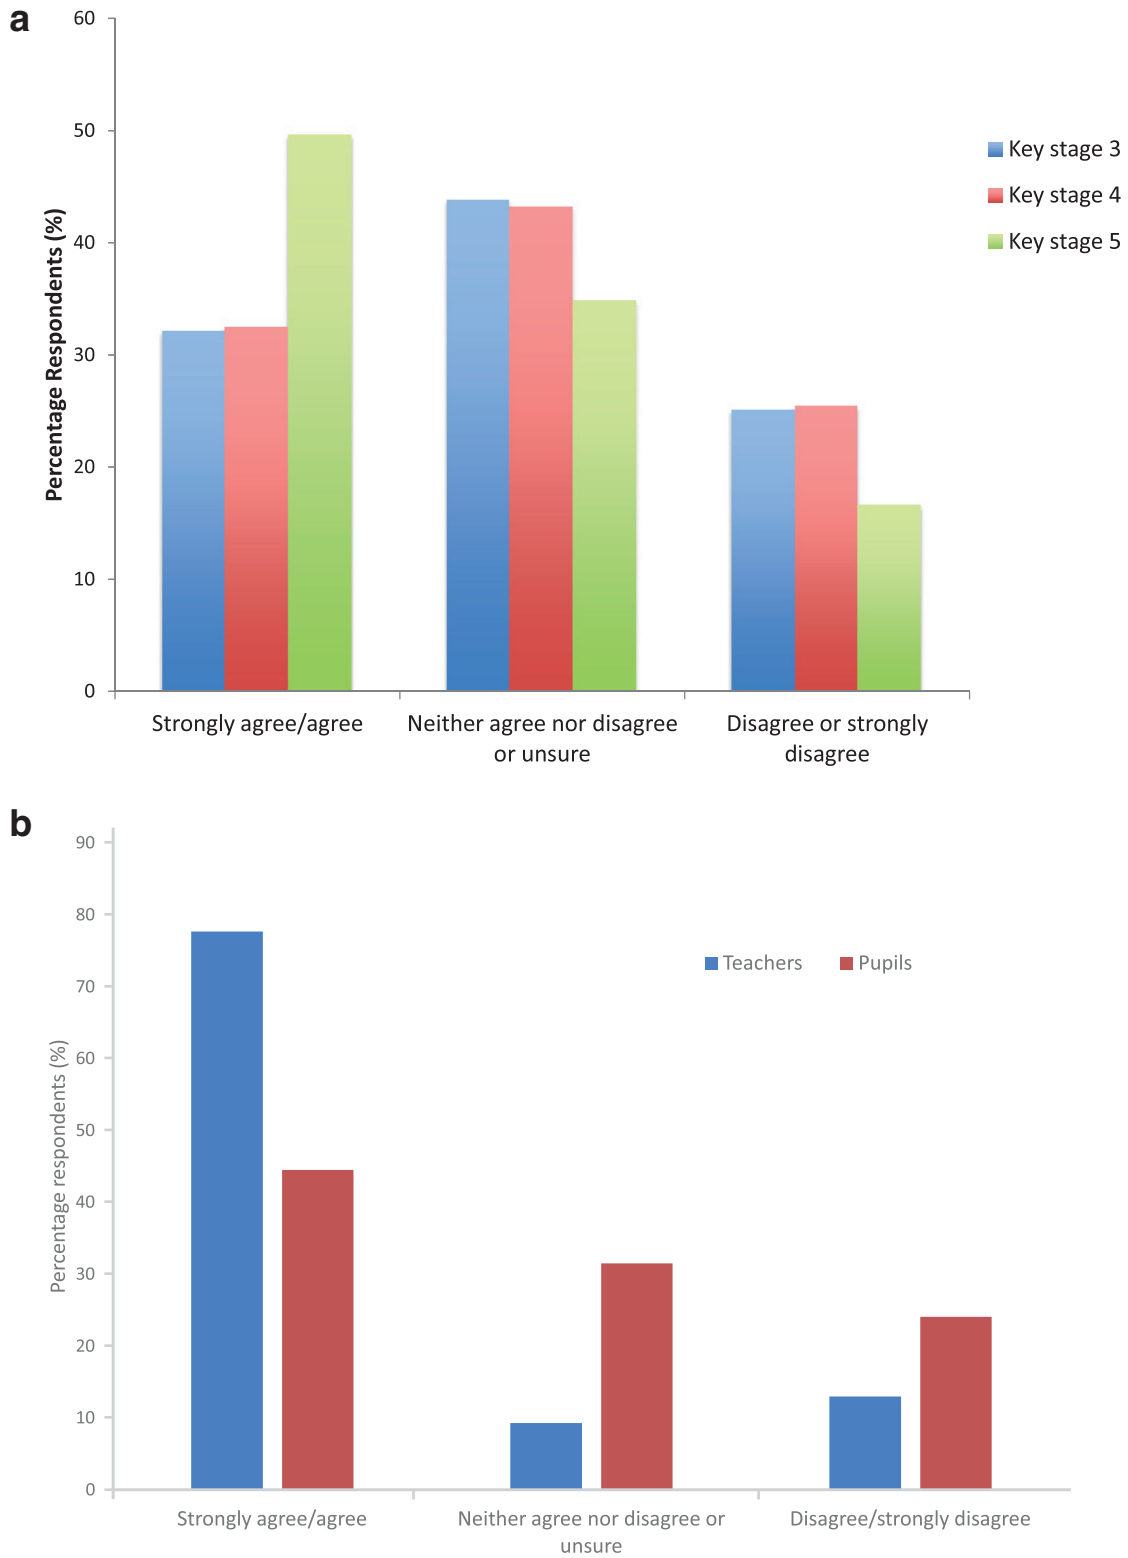 a
60
50
40
30
20
10
0
Percentage Respondents (%)
Key stage 3
Key stage 4
Key stage 5
Strongly agree/agree
Neither agree nor disagree
or unsure
Disagree or strongly
disagree
b
90
80
70
60
50
40
30
20
10
0
Percentage respondents (%)
Teachers
Pupils
Strongly agree/agree
Neither agree nor disagree or
unsure
Disagree/strongly disagree